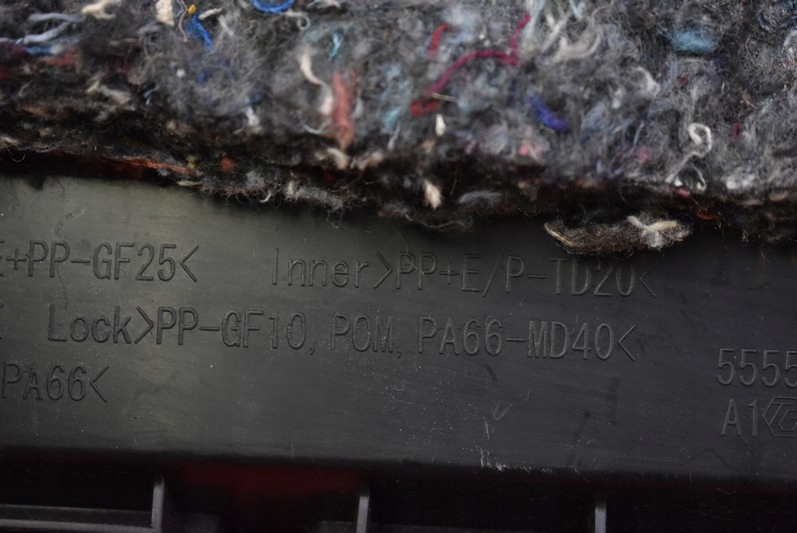 E+PP-GF25< Inner>PP+E/P-TD20<
Lock>PP-GF10, POM, PA66-MD40<
PA66<
5555
A1